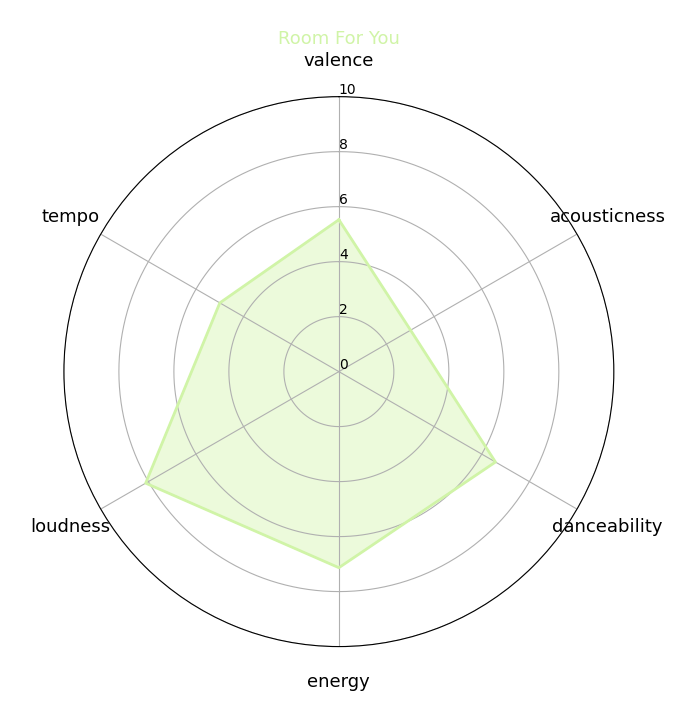 Room For You
valence
10
8
tempo
acousticness
6
4
2
0
loudness
danceability
energy